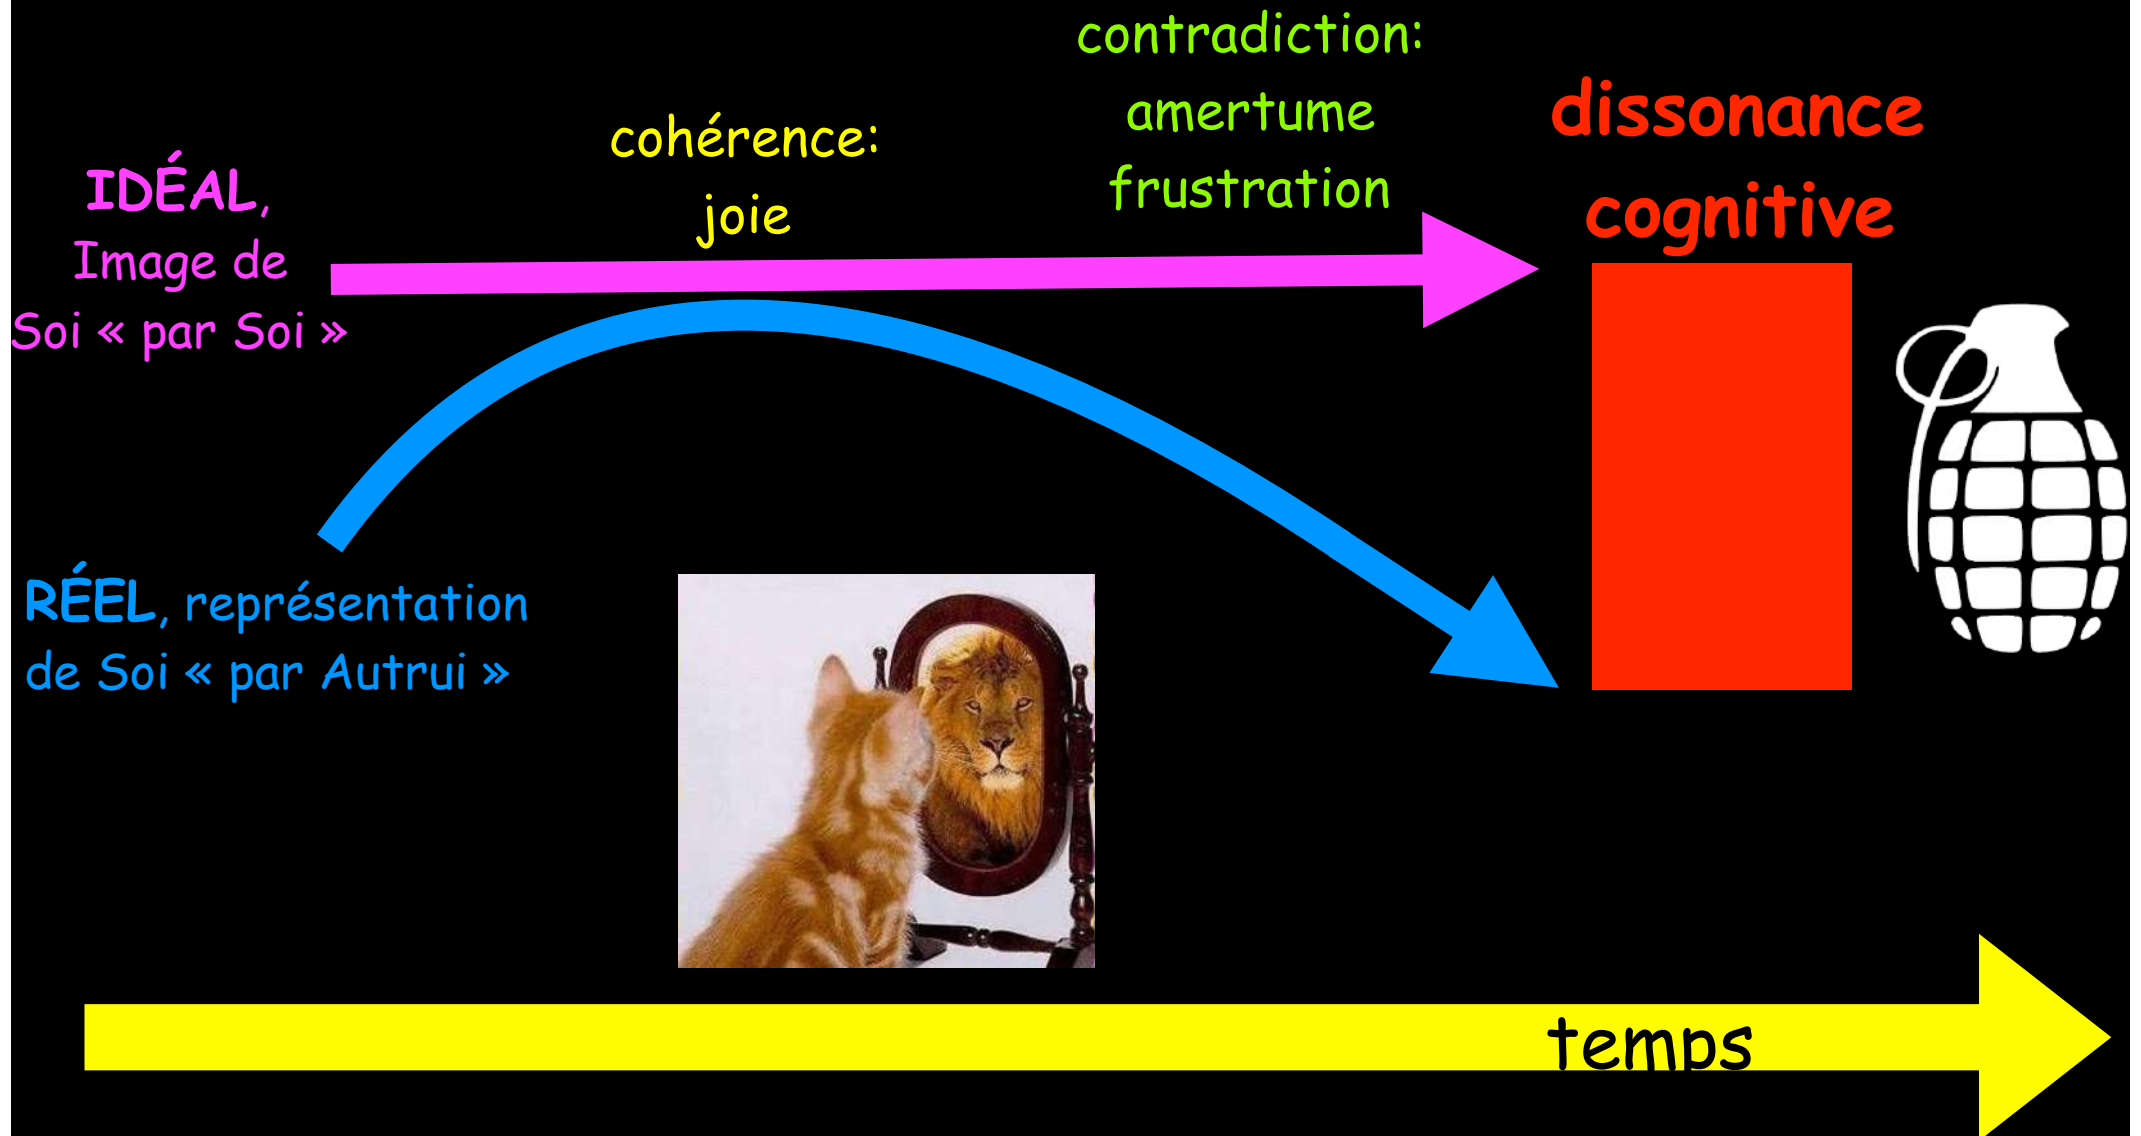 contradiction:
amertume
frustration
dissonance
cognitive
cohérence:
joie
IDÉAL,
Image de
Soi « par Soi »
RÉEL, représentation
de Soi « par Autrui »
temps